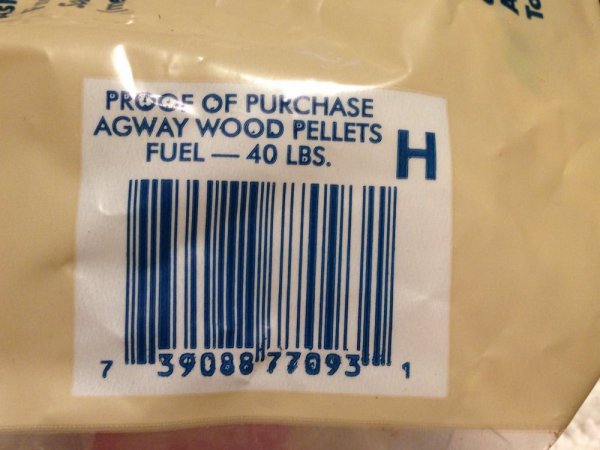 PROOF OF PURCHASE
AGWAY WOOD PELLETS
FUEL — 40 LBS.
H
7 39088 77093 1